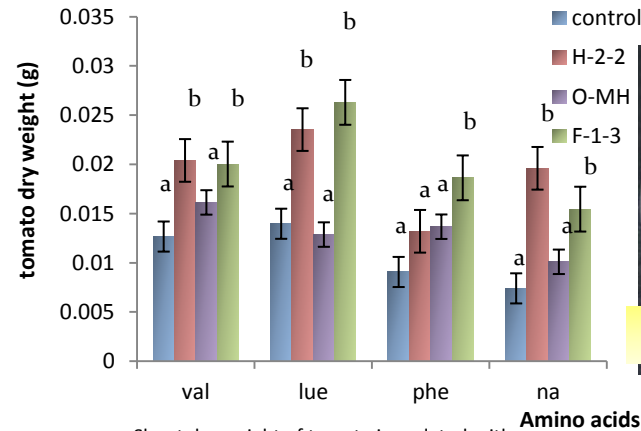 control
H-2-2
O-MH
F-1-3
tomato dry weight (g)
0.035
0.03
0.025
0.02
0.015
0.01
0.005
0
a b a b
a b a b
a a a b
a b a b
val lue phe na
Amino acids